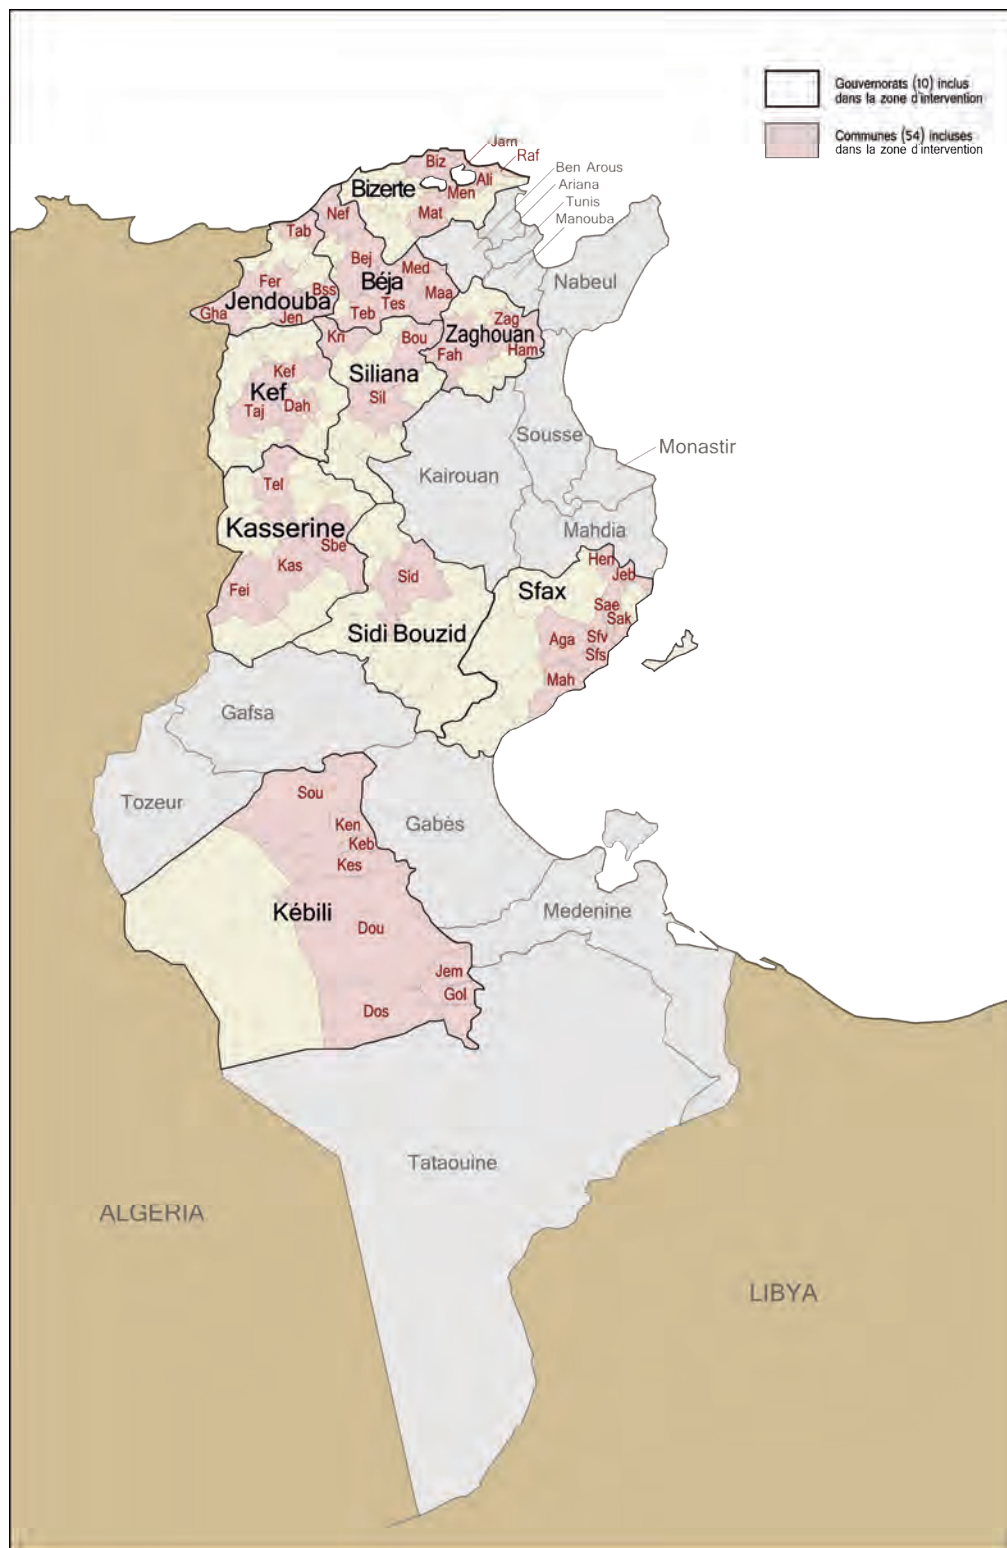 Gouvernorats (10) inclus
dans la zone d'intervention
Communes (54) incluses
dans la zone d'intervention
Jarn
Raf
Biz
Ali
Men
Bizerte
Mat
Ben Arous
Ariana
Tunis
Manouba
Nabeul
Nef
Tab
Bej
Med
Béja
Maa
Tes
Teb
Fer
Bss
Jendouba
Gha
Jen
Zag
Zaghouan
Ham
Fah
Kri
Bou
Siliana
Sil
Kef
Kef
Taj
Dah
Sousse
Monastir
Kairouan
Mahdia
Tel
Kasserine
Sbe
Kas
Fei
Sid
Sidi Bouzid
Hen
Jeb
Sfax
Sae
Sak
Aga
Sfv
Sfs
Mah
Gafsa
Tozeur
Gabès
Sou
Ken
Keb
Kes
Kébili
Dou
Jem
Gol
Dos
Medenine
Tataouine
ALGERIA
LIBYA